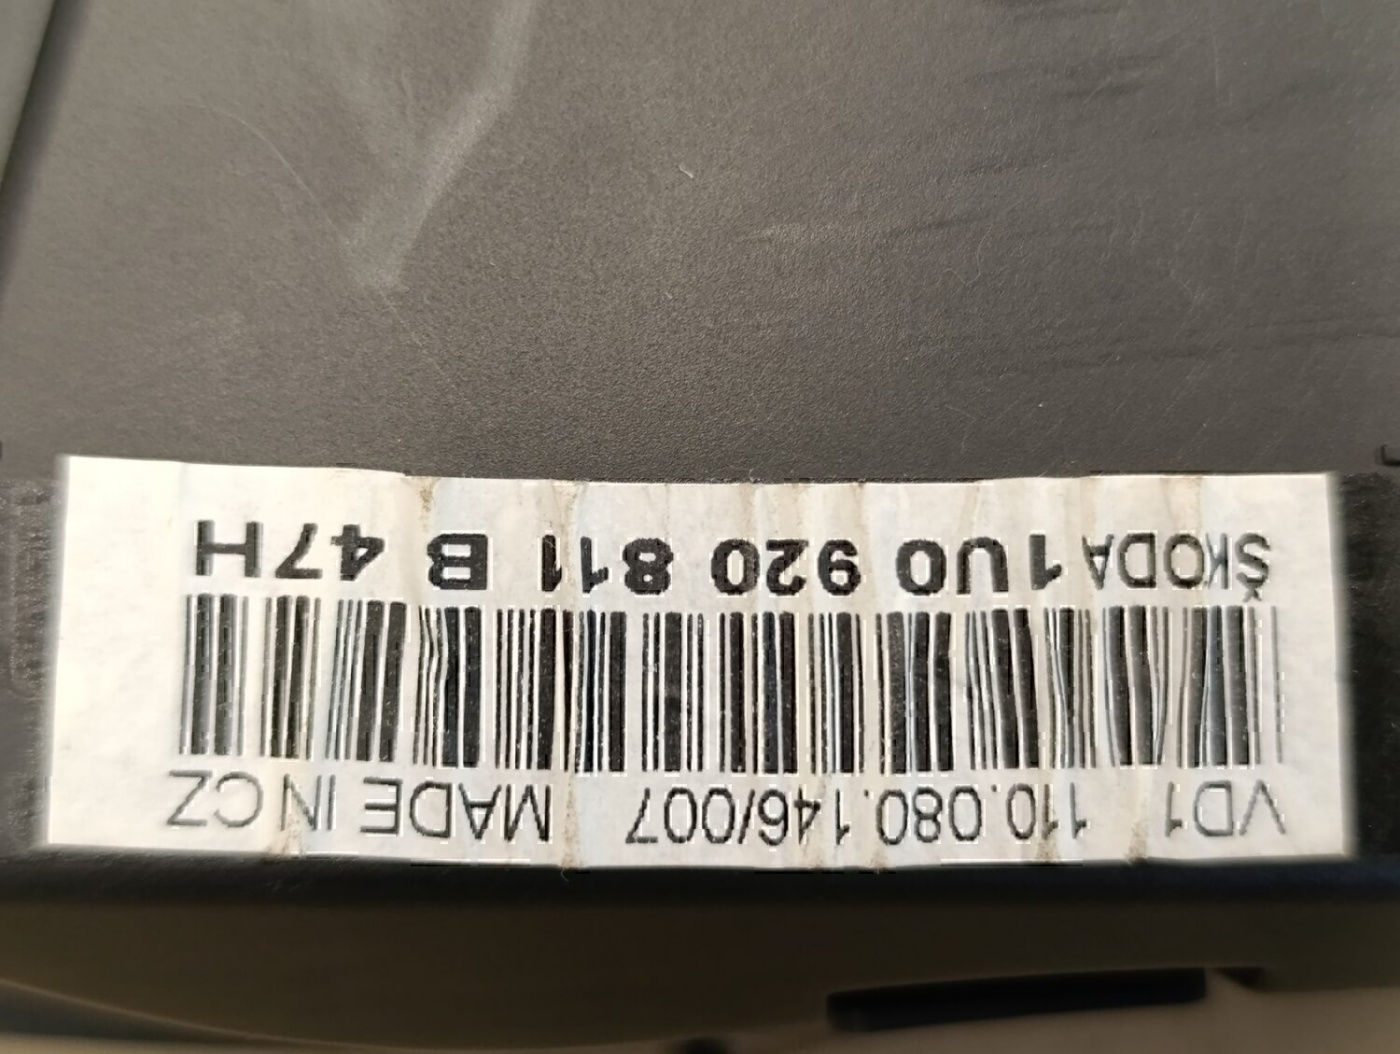 VD1 110.080.146/007 MADE IN CZ
ŠKODA 1U0 920 811 B 47H